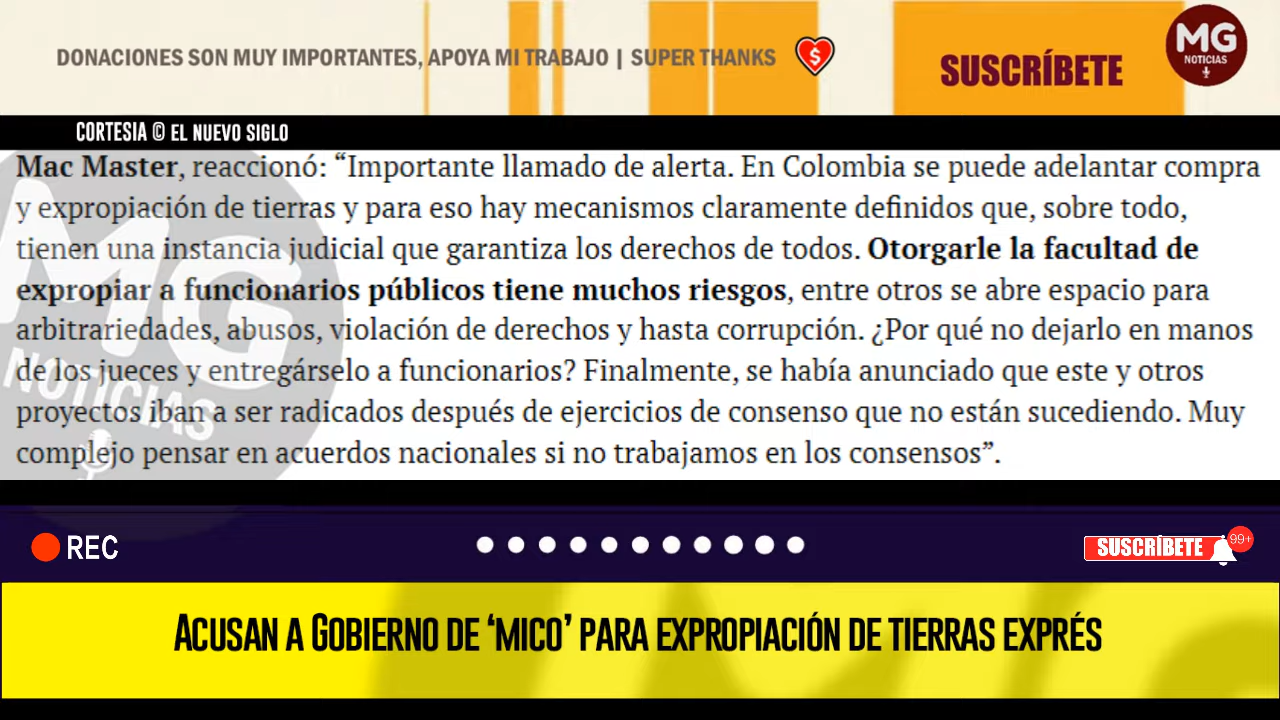 DONACIONES SON MUY IMPORTANTES, APOYA MI TRABAJO | SUPER THANKS
$
SUSCRÍBETE
MG
NOTICIAS
CORTESIA © EL NUEVO SIGLO
Mac Master, reaccionó: “Importante llamado de alerta. En Colombia se puede adelantar compra
y expropiación de tierras y para eso hay mecanismos claramente definidos que, sobre todo,
tienen una instancia judicial que garantiza los derechos de todos. Otorgarle la facultad de
expropiar a funcionarios públicos tiene muchos riesgos, entre otros se abre espacio para
arbitrariedades, abusos, violación de derechos y hasta corrupción. ¿Por qué no dejarlo en manos
de los jueces y entregárselo a funcionarios? Finalmente, se había anunciado que este y otros
proyectos iban a ser radicados después de ejercicios de consenso que no están sucediendo. Muy
complejo pensar en acuerdos nacionales si no trabajamos en los consensos”.
MG
NOTICIAS
REC
SUSCRÍBETE
99+
ACUSAN A GOBIERNO DE ‘MICO’ PARA EXPROPIACIÓN DE TIERRAS EXPRÉS